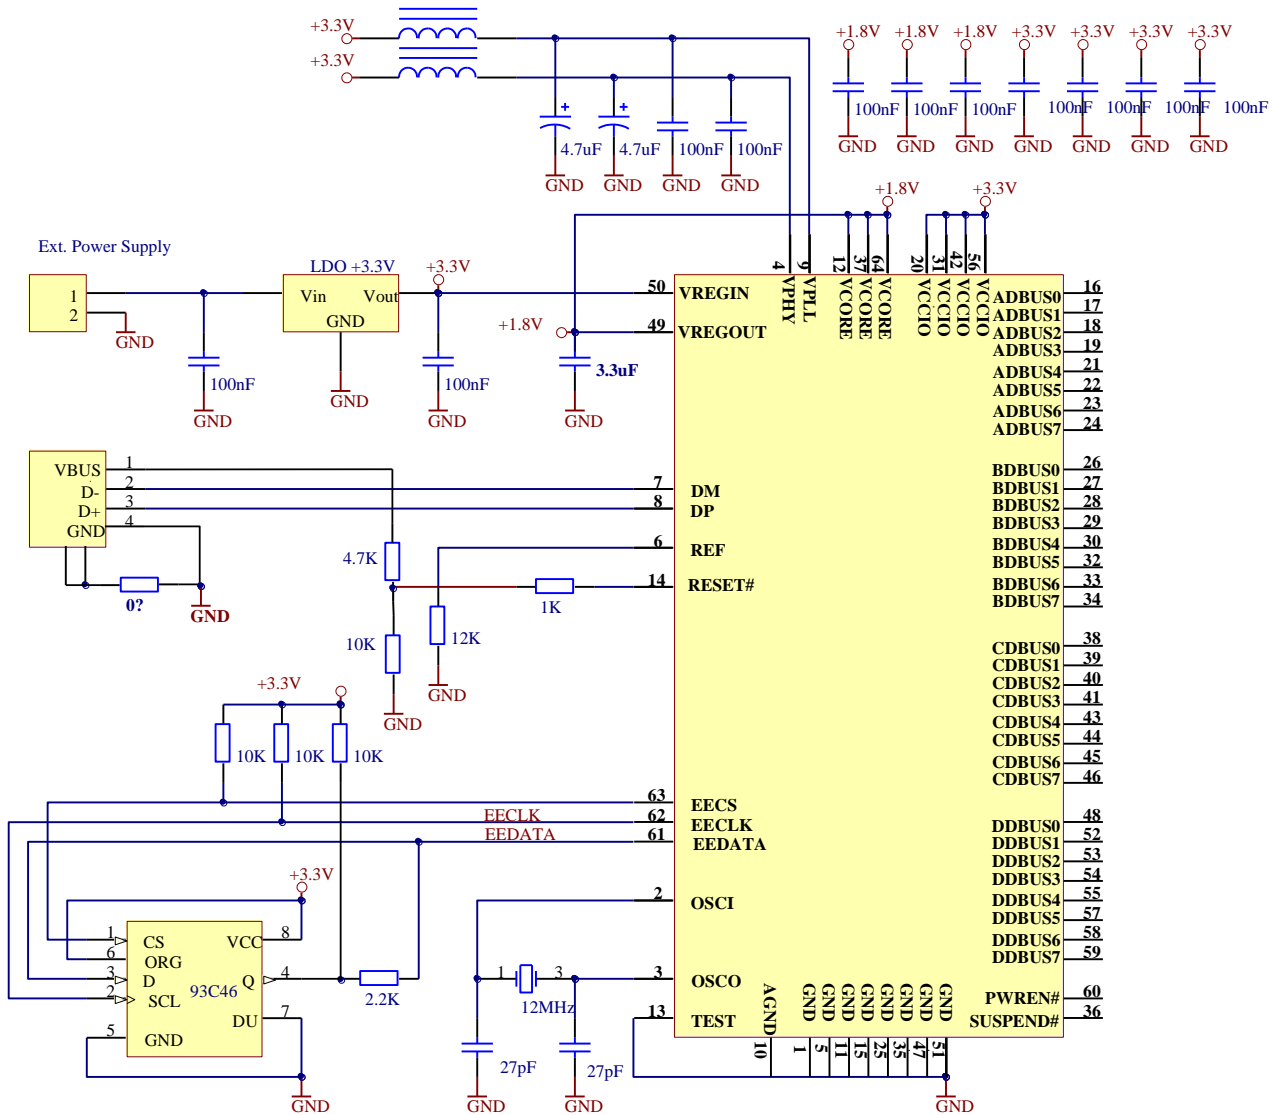 +3.3V
+3.3V
4.7uF
4.7uF
100nF
100nF
GND
GND
GND
GND
+1.8V
+1.8V
+1.8V
+3.3V
+3.3V
+3.3V
+3.3V
100nF
100nF
100nF
100nF
100nF
100nF
100nF
GND
GND
GND
GND
GND
GND
GND
+1.8V
+3.3V
Ext. Power Supply
1
2
GND
100nF
GND
LDO +3.3V
Vin
Vout
GND
GND
+3.3V
100nF
GND
+1.8V
3.3uF
GND
VBUS
D-
D+
GND
1
2
3
4
0?
GND
4.7K
10K
GND
12K
GND
1K
+3.3V
10K
10K
10K
EECLK
EEDATA
+3.3V
1
6
3
2
5
CS
ORG
D
SCL
GND
93C46
VCC
Q
DU
8
4
7
2.2K
GND
1
3
12MHz
27pF
27pF
GND
GND
50
VREGIN
49
VREGOUT
7
DM
8
DP
6
REF
14
RESET#
63
EECS
62
EECLK
61
EEDATA
2
OSCI
3
OSCO
13
TEST
4
VPHY
9
VPLL
12
VCORE
37
VCORE
64
VCORE
20
VCCIO
31
VCCIO
42
VCCIO
56
VCCIO
ADBUS0 16
ADBUS1 17
ADBUS2 18
ADBUS3 19
ADBUS4 21
ADBUS5 22
ADBUS6 23
ADBUS7 24
BDBUS0 26
BDBUS1 27
BDBUS2 28
BDBUS3 29
BDBUS4 30
BDBUS5 32
BDBUS6 33
BDBUS7 34
CDBUS0 38
CDBUS1 39
CDBUS2 40
CDBUS3 41
CDBUS4 43
CDBUS5 44
CDBUS6 45
CDBUS7 46
DDBUS0 48
DDBUS1 52
DDBUS2 53
DDBUS3 54
DDBUS4 55
DDBUS5 57
DDBUS6 58
DDBUS7 59
PWREN# 60
SUSPEND# 36
AGND
10
GND
1
GND
5
GND
11
GND
15
GND
25
GND
35
GND
47
GND
51
GND